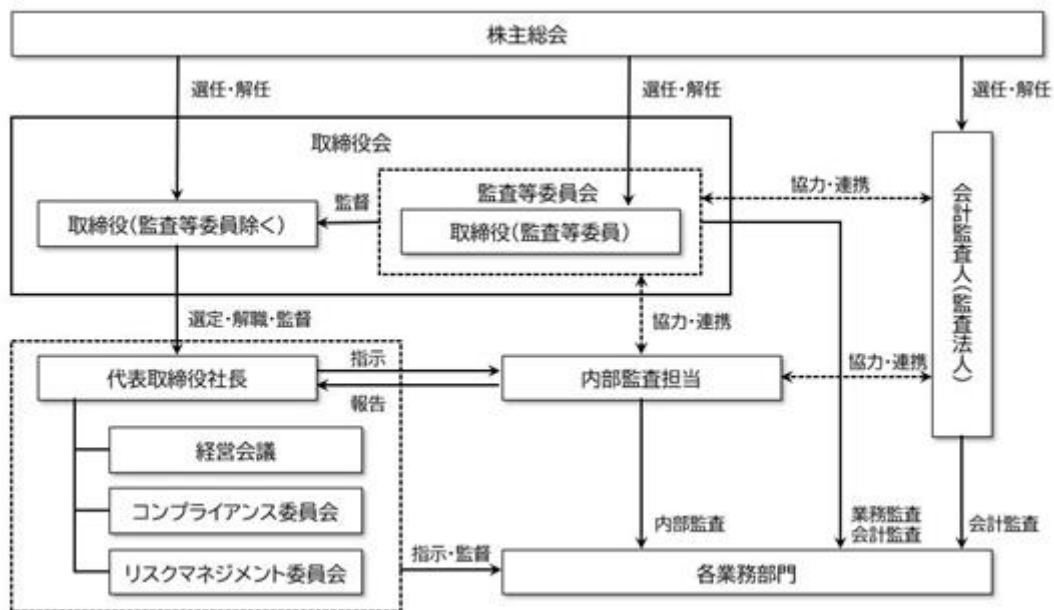 株主総会
選任・解任
選任・解任
選任・解任
取締役会
監査等委員会
協力・連携
監督
取締役(監査等委員除く)
取締役(監査等委員)
会計監査人(監査法人)
選定・解職・監督
協力・連携
指示
協力・連携
代表取締役社長
内部監査担当
報告
経営会議
コンプライアンス委員会
内部監査
業務監査
会計監査
会計監査
指示・監督
リスクマネジメント委員会
各業務部門